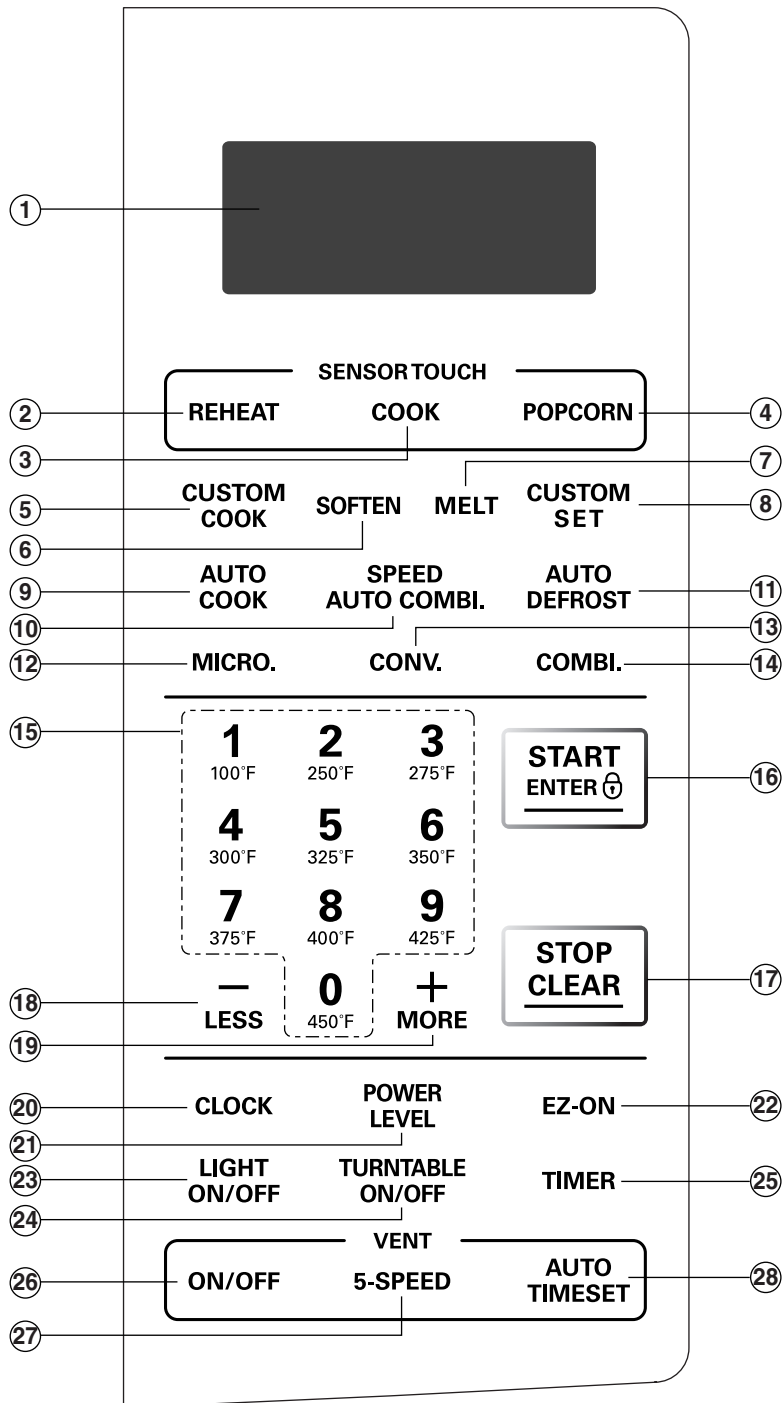 1
SENSOR TOUCH
2 REHEAT COOK POPCORN 4
3
7
5 CUSTOM COOK SOFTEN MELT CUSTOM SET 8
6
9 AUTO COOK SPEED AUTO COMBI. AUTO DEFROST 11
10
13
12 MICRO. CONV. COMBI. 14
15
1 2 3
100°F 250°F 275°F
START
ENTER
16
4 5 6
300°F 325°F 350°F
7 8 9
375°F 400°F 425°F
STOP
CLEAR
17
18 − 0 +
LESS 450°F MORE
19
20 CLOCK POWER LEVEL EZ-ON 22
21
23 LIGHT ON/OFF TURNTABLE ON/OFF TIMER 25
24
VENT
26 ON/OFF 5-SPEED AUTO TIMESET 28
27